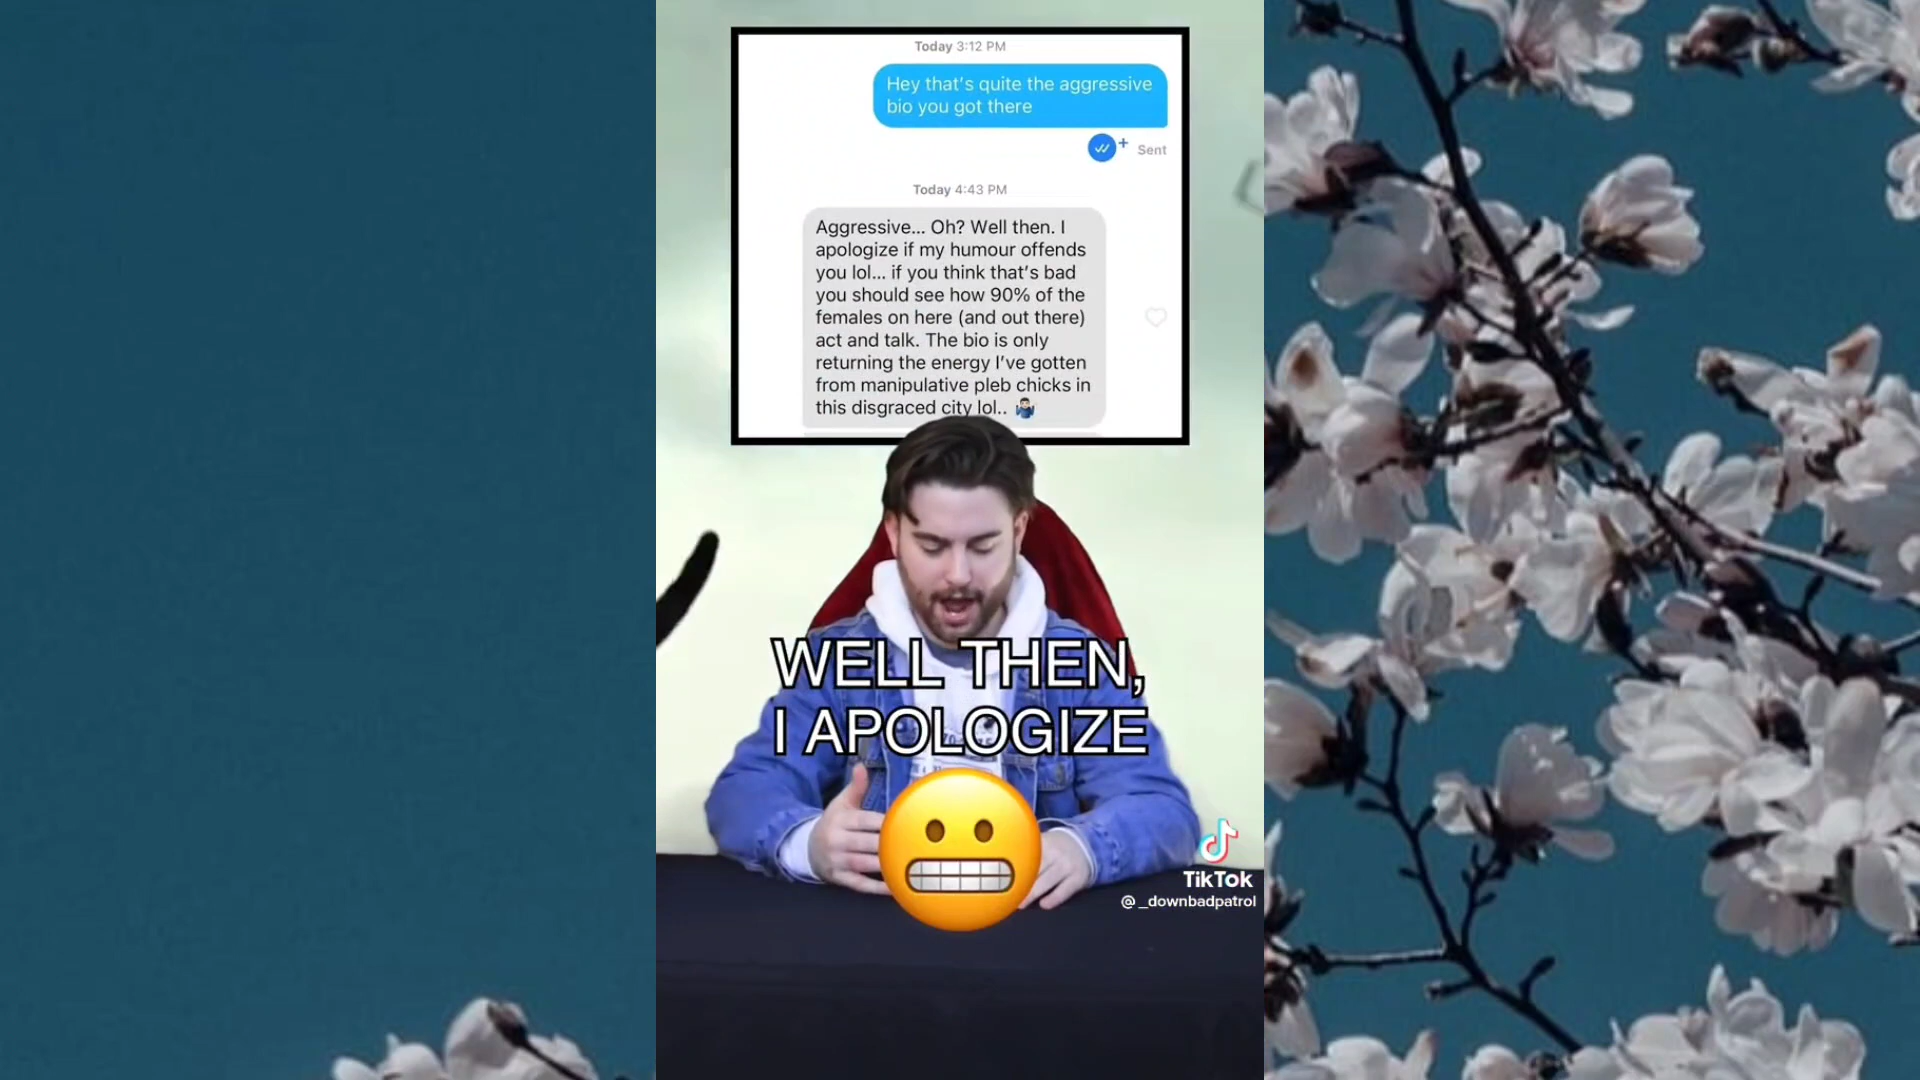 Today 3:12 PM
Hey that's quite the aggressive
bio you got there
Sent
Today 4:43 PM
Aggressive... Oh? Well then. I
apologize if my humour offends
you lol... if you think that's bad
you should see how 90% of the
females on here (and out there)
act and talk. The bio is only
returning the energy I've gotten
from manipulative pleb chicks in
this disgraced city lol.. 🤷🏻‍♂️
WELL THEN,
I APOLOGIZE
TikTok
@_downbadpatrol